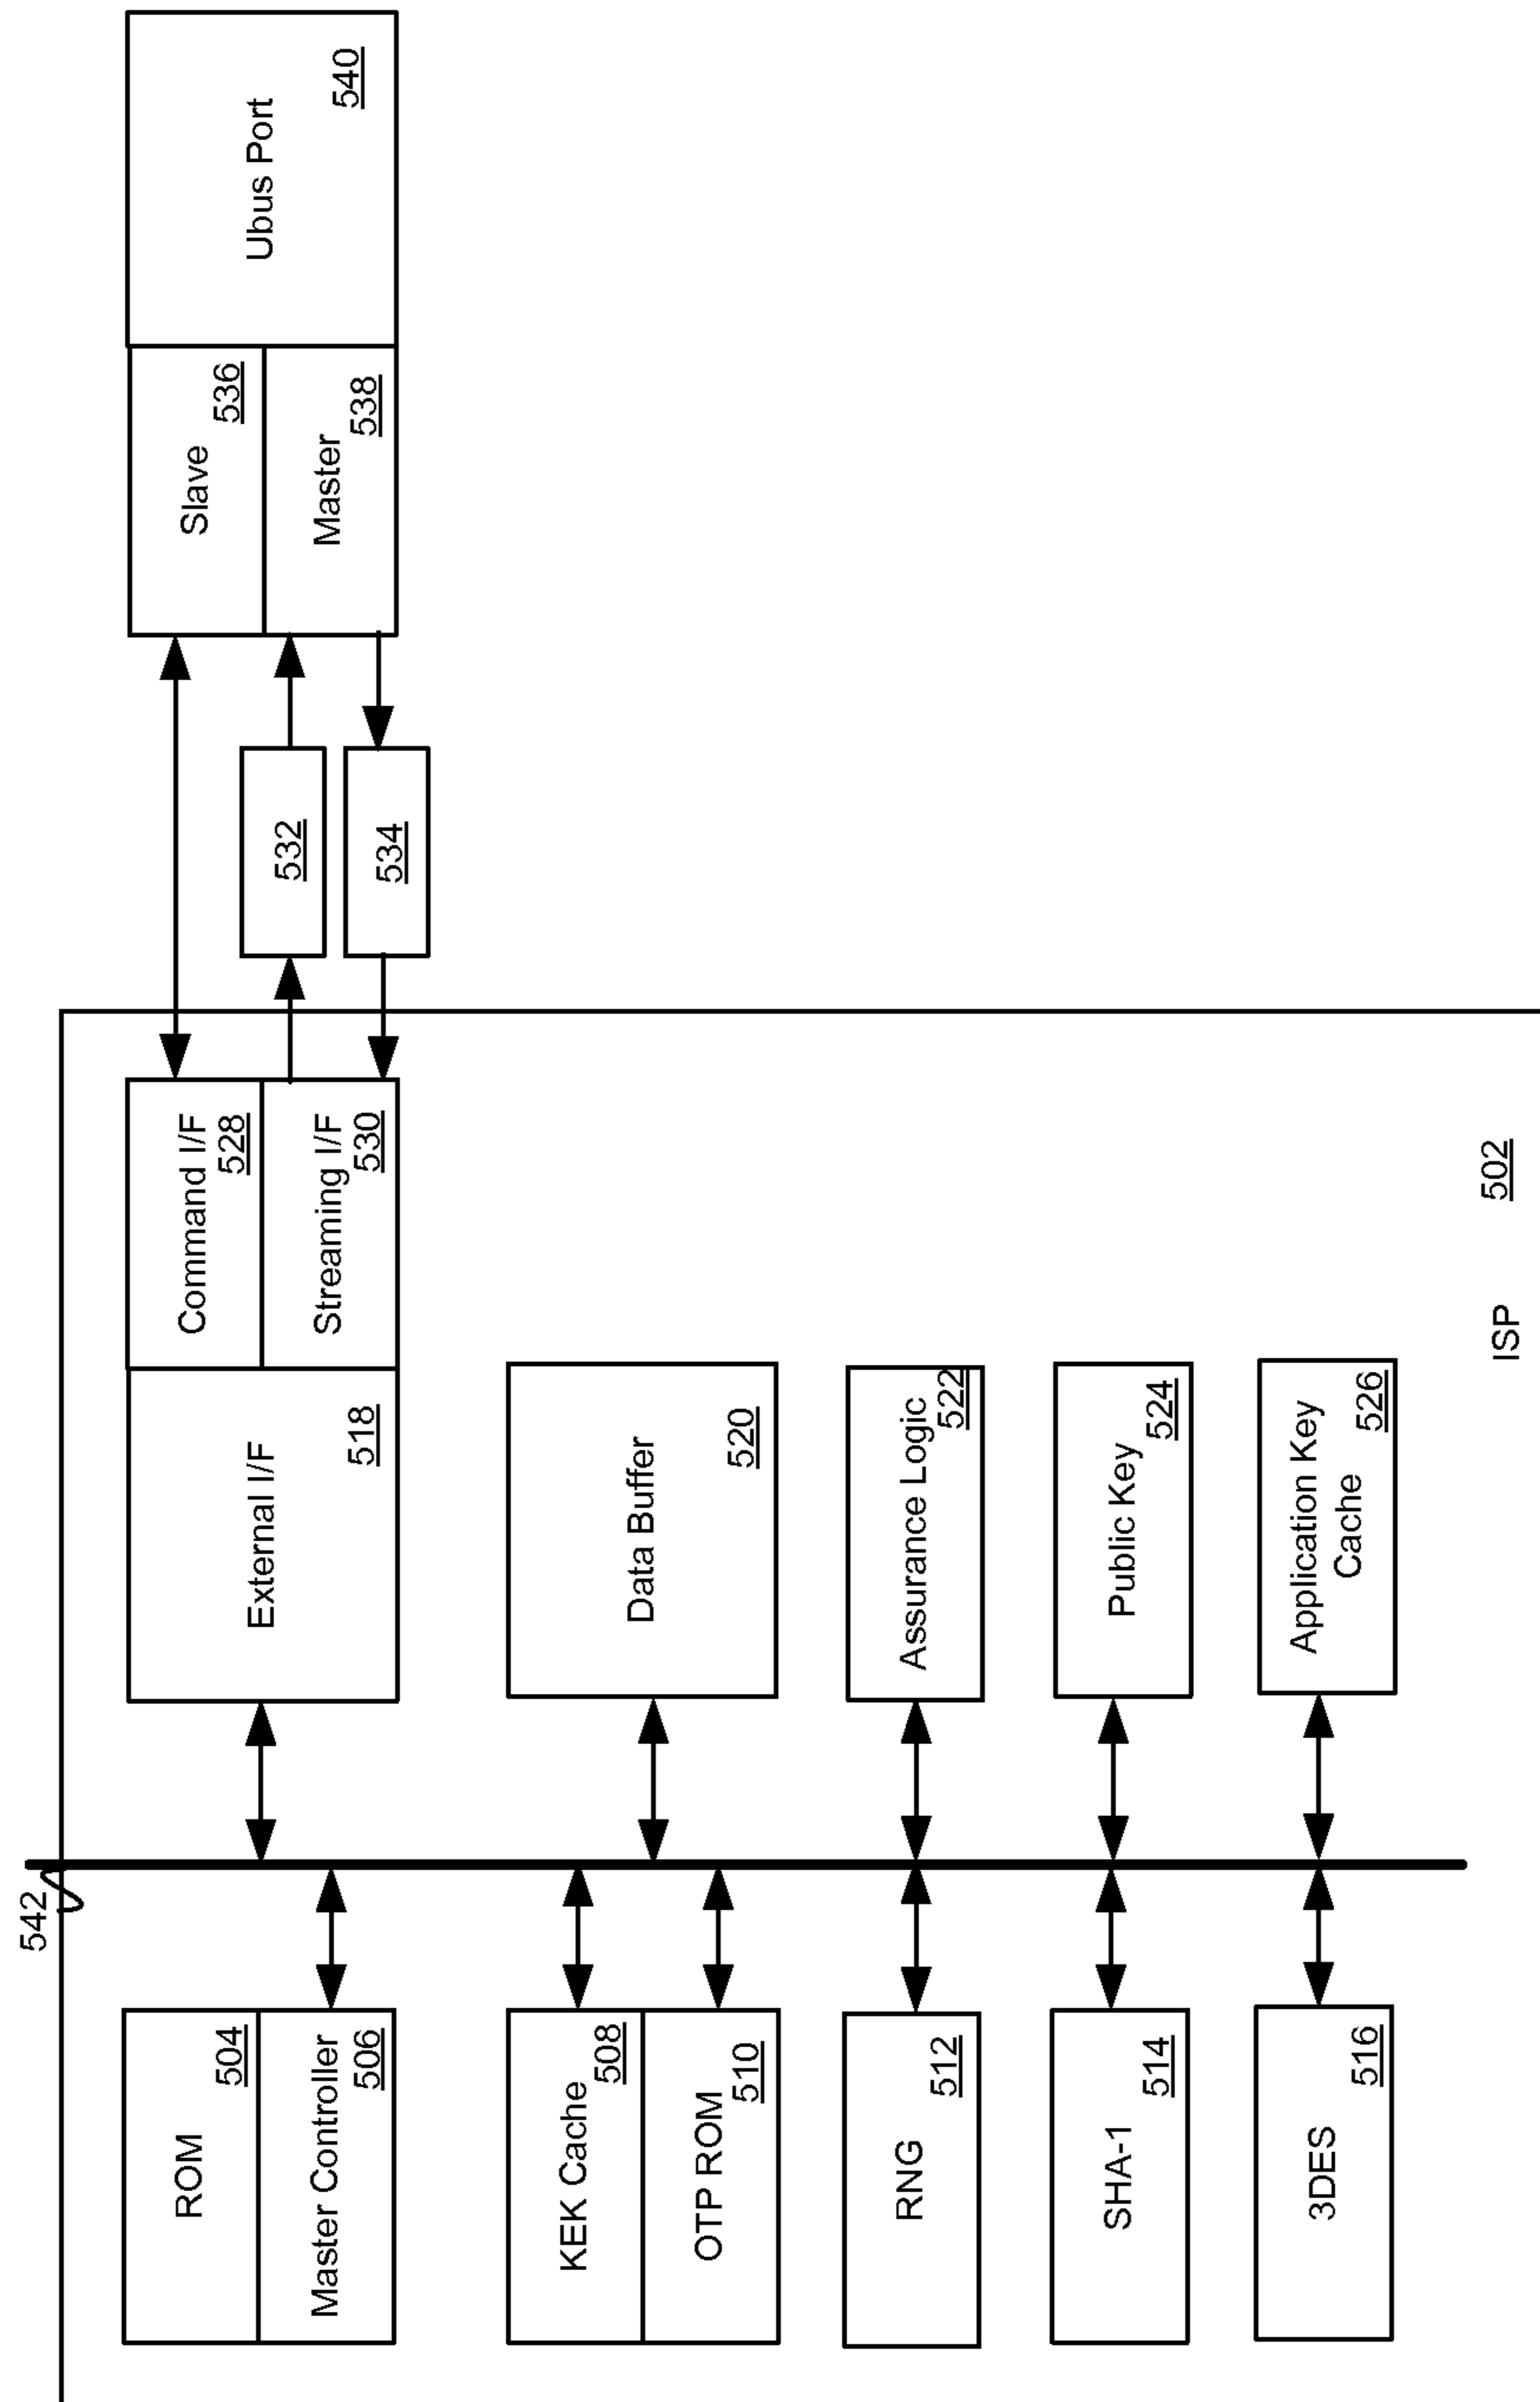 542
ROM
504
Master Controller
506
KEK Cache
508
OTP ROM
510
RNG
512
SHA-1
514
3DES
516
External I/F
518
Command I/F
528
Streaming I/F
530
Data Buffer
520
Assurance Logic
522
Public Key
524
Application Key
Cache
526
ISP
502
532
534
Slave
536
Master
538
Ubus Port
540